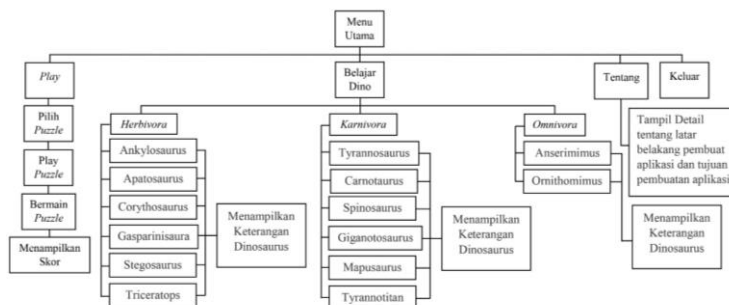 Menu
Utama
Play
Belajar
Dino
Tentang
Keluar
Pilih
Puzzle
Play
Puzzle
Bermain
Puzzle
Menampilkan
Skor
Herbivora
Ankylosaurus
Apatosaurus
Corythosaurus
Gasparinisaura
Stegosaurus
Triceratops
Menampilkan
Keterangan
Dinosaurus
Karnivora
Tyrannosaurus
Carnotaurus
Spinosaurus
Giganotosaurus
Mapusaurus
Tyrannotitan
Menampilkan
Keterangan
Dinosaurus
Omnivora
Anserimimus
Ornithomimus
Menampilkan
Keterangan
Dinosaurus
Tampil Detail
tentang latar
belakang pembuat
aplikasi dan tujuan
pembuatan aplikasi